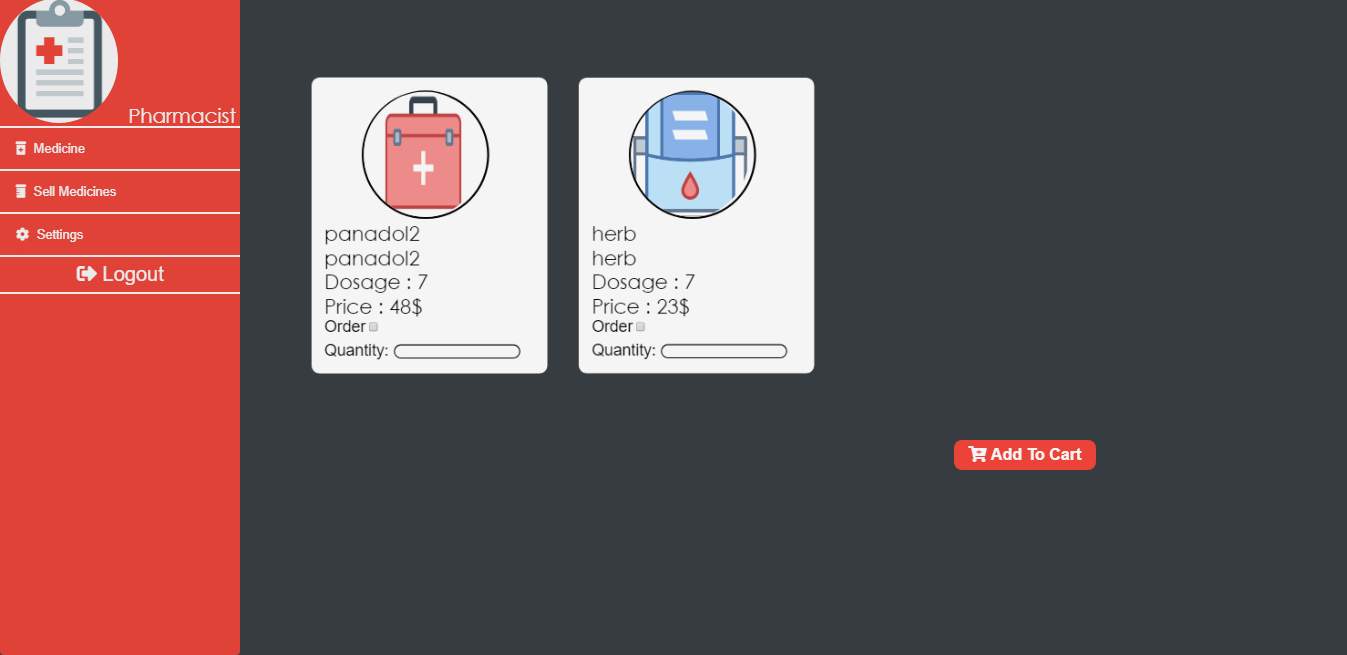 Pharmacist
Medicine
Sell Medicines
Settings
Logout
panadol2
panadol2
Dosage : 7
Price : 48$
Order
Quantity:
herb
herb
Dosage : 7
Price : 23$
Order
Quantity:
Add To Cart